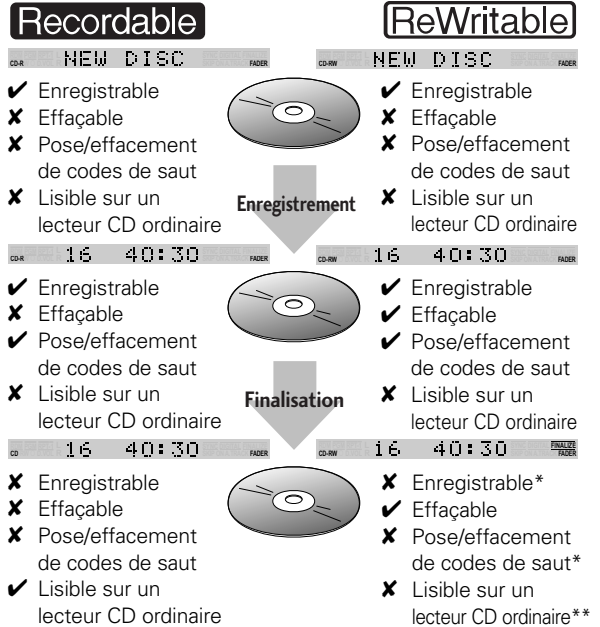 Recordable
ReWritable
CD-R NEW DISC FADER
CD-RW NEW DISC FADER
✔ Enregistrable
✘ Effaçable
✘ Pose/effacement
de codes de saut
✘ Lisible sur un
lecteur CD ordinaire
✔ Enregistrable
✘ Effaçable
✘ Pose/effacement
de codes de saut
✘ Lisible sur un
lecteur CD ordinaire
Enregistrement
CD-R 16 40:30 FADER
CD-RW 16 40:30 FADER
✔ Enregistrable
✘ Effaçable
✔ Pose/effacement
de codes de saut
✘ Lisible sur un
lecteur CD ordinaire
✔ Enregistrable
✔ Effaçable
✔ Pose/effacement
de codes de saut
✘ Lisible sur un
lecteur CD ordinaire
Finalisation
CD 16 40:30 FADER
CD-RW 16 40:30 FINALIZE
FADER
✘ Enregistrable
✘ Effaçable
✘ Pose/effacement
de codes de saut
✔ Lisible sur un
lecteur CD ordinaire
✘ Enregistrable*
✔ Effaçable
✘ Pose/effacement
de codes de saut*
✘ Lisible sur un
lecteur CD ordinaire**